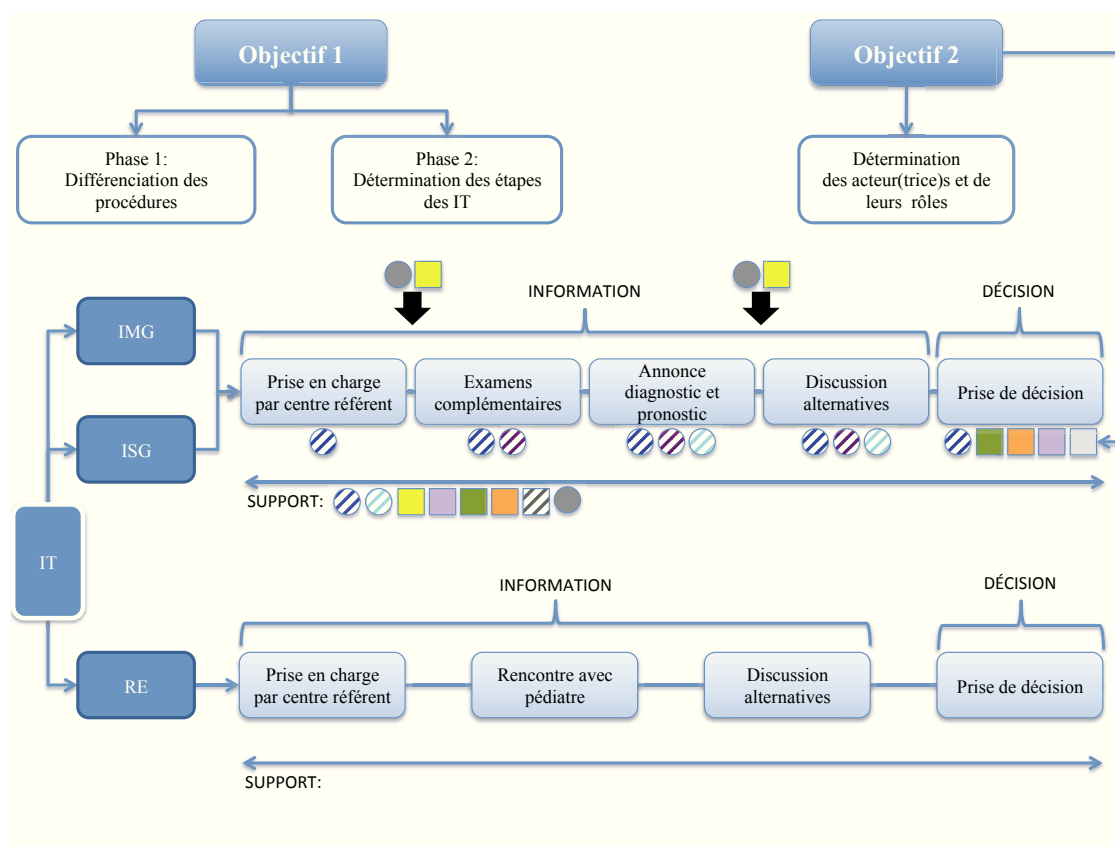 Objectif 1
Objectif 2
Phase 1:
Différenciation des
procédures
Phase 2:
Détermination des étapes
des IT
Détermination
des acteur(trice)s et de
leurs rôles
INFORMATION
DÉCISION
IMG
ISG
Prise en charge
par centre référent
Examens
complémentaires
Annonce
diagnostic et
pronostic
Discussion
alternatives
Prise de décision
SUPPORT:
IT
INFORMATION
DÉCISION
RE
Prise en charge
par centre référent
Rencontre avec
pédiatre
Discussion
alternatives
Prise de décision
SUPPORT: